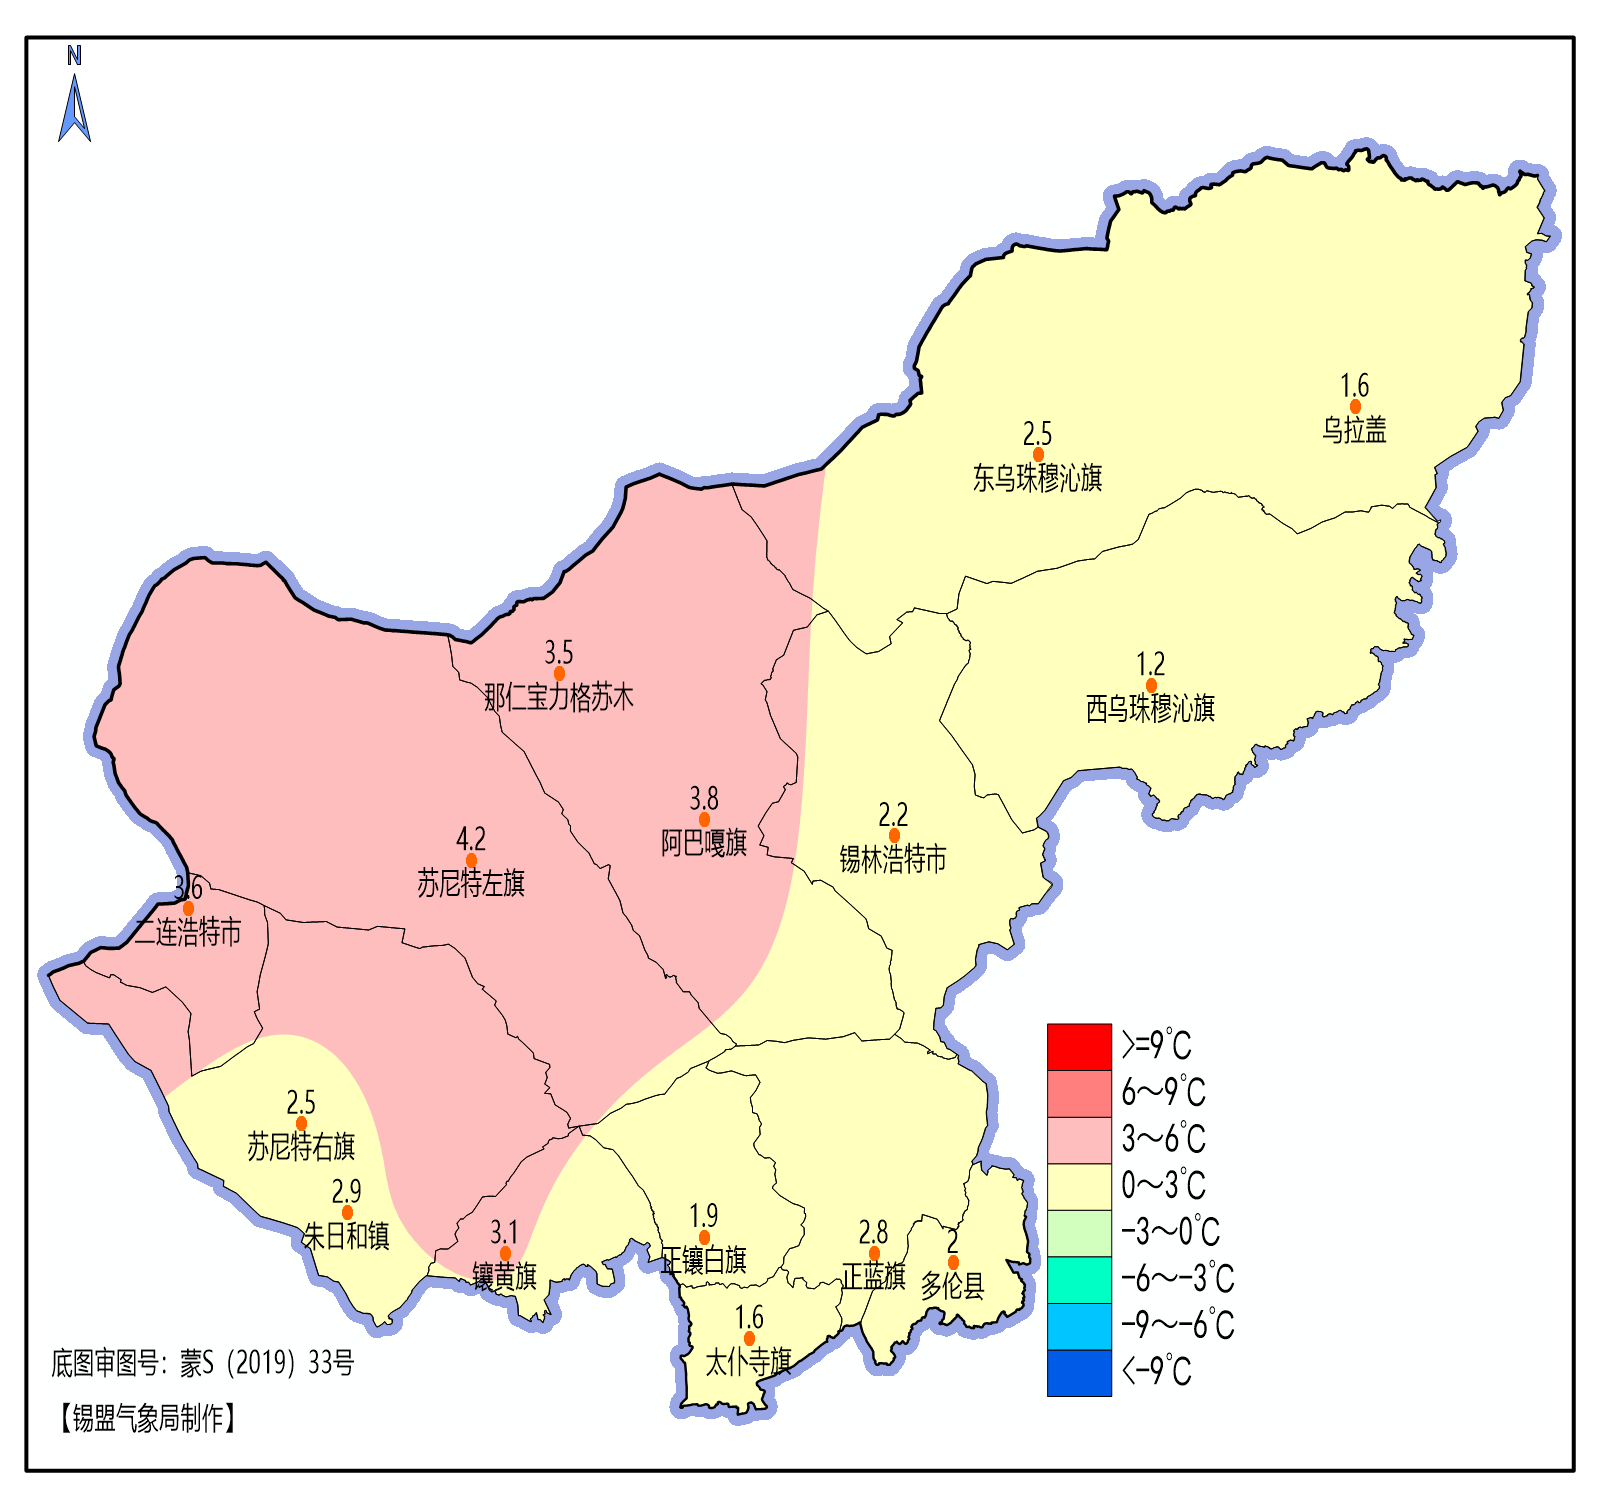 N
1.6
乌拉盖
2.5
东乌珠穆沁旗
3.5
那仁宝力格苏木
1.2
西乌珠穆沁旗
3.8
阿巴嘎旗
2.2
锡林浩特市
4.2
苏尼特左旗
3.6
二连浩特市
2.5
苏尼特右旗
2.9
朱日和镇
3.1
镶黄旗
1.9
正镶白旗
2.8
正蓝旗
2
多伦县
1.6
太仆寺旗
>=9℃
6～9℃
3～6℃
0～3℃
-3～0℃
-6～-3℃
-9～-6℃
<-9℃
底图审图号：蒙S（2019）33号
【锡盟气象局制作】